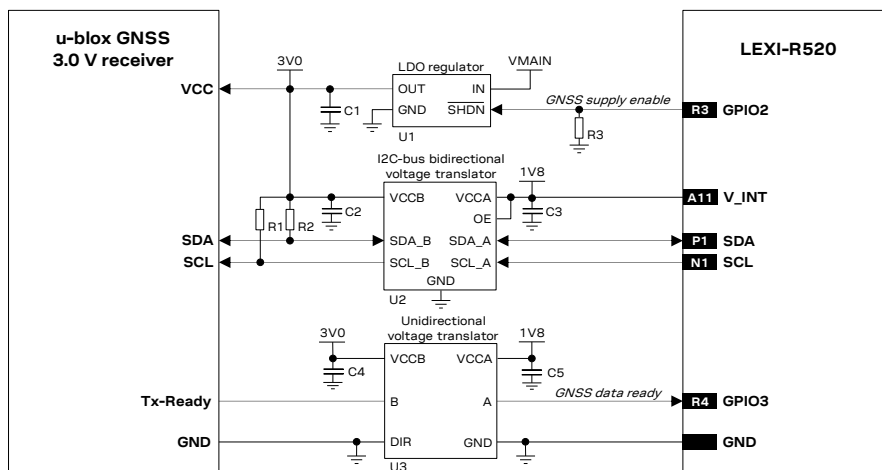 u-blox GNSS
3.0 V receiver
LEXI-R520
3V0
LDO regulator
VMAIN
VCC
OUT
IN
GNSS supply enable
C1
GND
SHDN
R3
GPIO2
U1
R3
I2C-bus bidirectional
voltage translator
1V8
VCCB
VCCA
A11
V_INT
C2
OE
C3
R1
R2
SDA
SDA_B
SDA_A
P1
SDA
SCL
SCL_B
SCL_A
N1
SCL
GND
U2
Unidirectional
voltage translator
3V0
1V8
VCCB
VCCA
C4
C5
GNSS data ready
Tx-Ready
B
A
R4
GPIO3
GND
DIR
GND
GND
U3